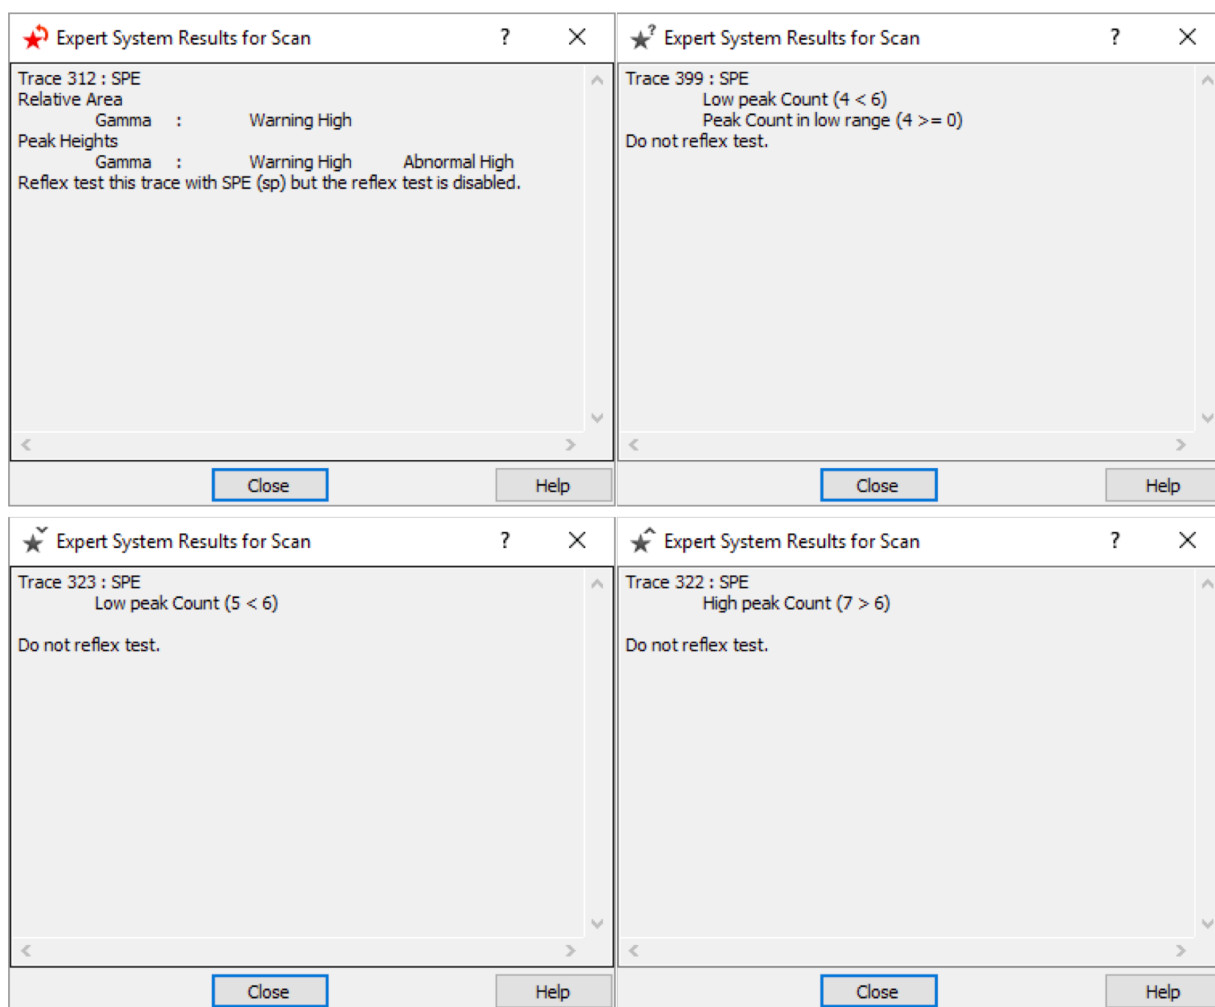 Expert System Results for Scan ?
Trace 312 : SPE
Relative Area
Gamma : Warning High
Peak Heights
Gamma : Warning High Abnormal High
Reflex test this trace with SPE (sp) but the reflex test is disabled.
Close Help
Expert System Results for Scan ?
Trace 399 : SPE
Low peak Count (4 < 6)
Peak Count in low range (4 >= 0)
Do not reflex test.
Close Help
Expert System Results for Scan ?
Trace 323 : SPE
Low peak Count (5 < 6)
Do not reflex test.
Close Help
Expert System Results for Scan ?
Trace 322 : SPE
High peak Count (7 > 6)
Do not reflex test.
Close Help